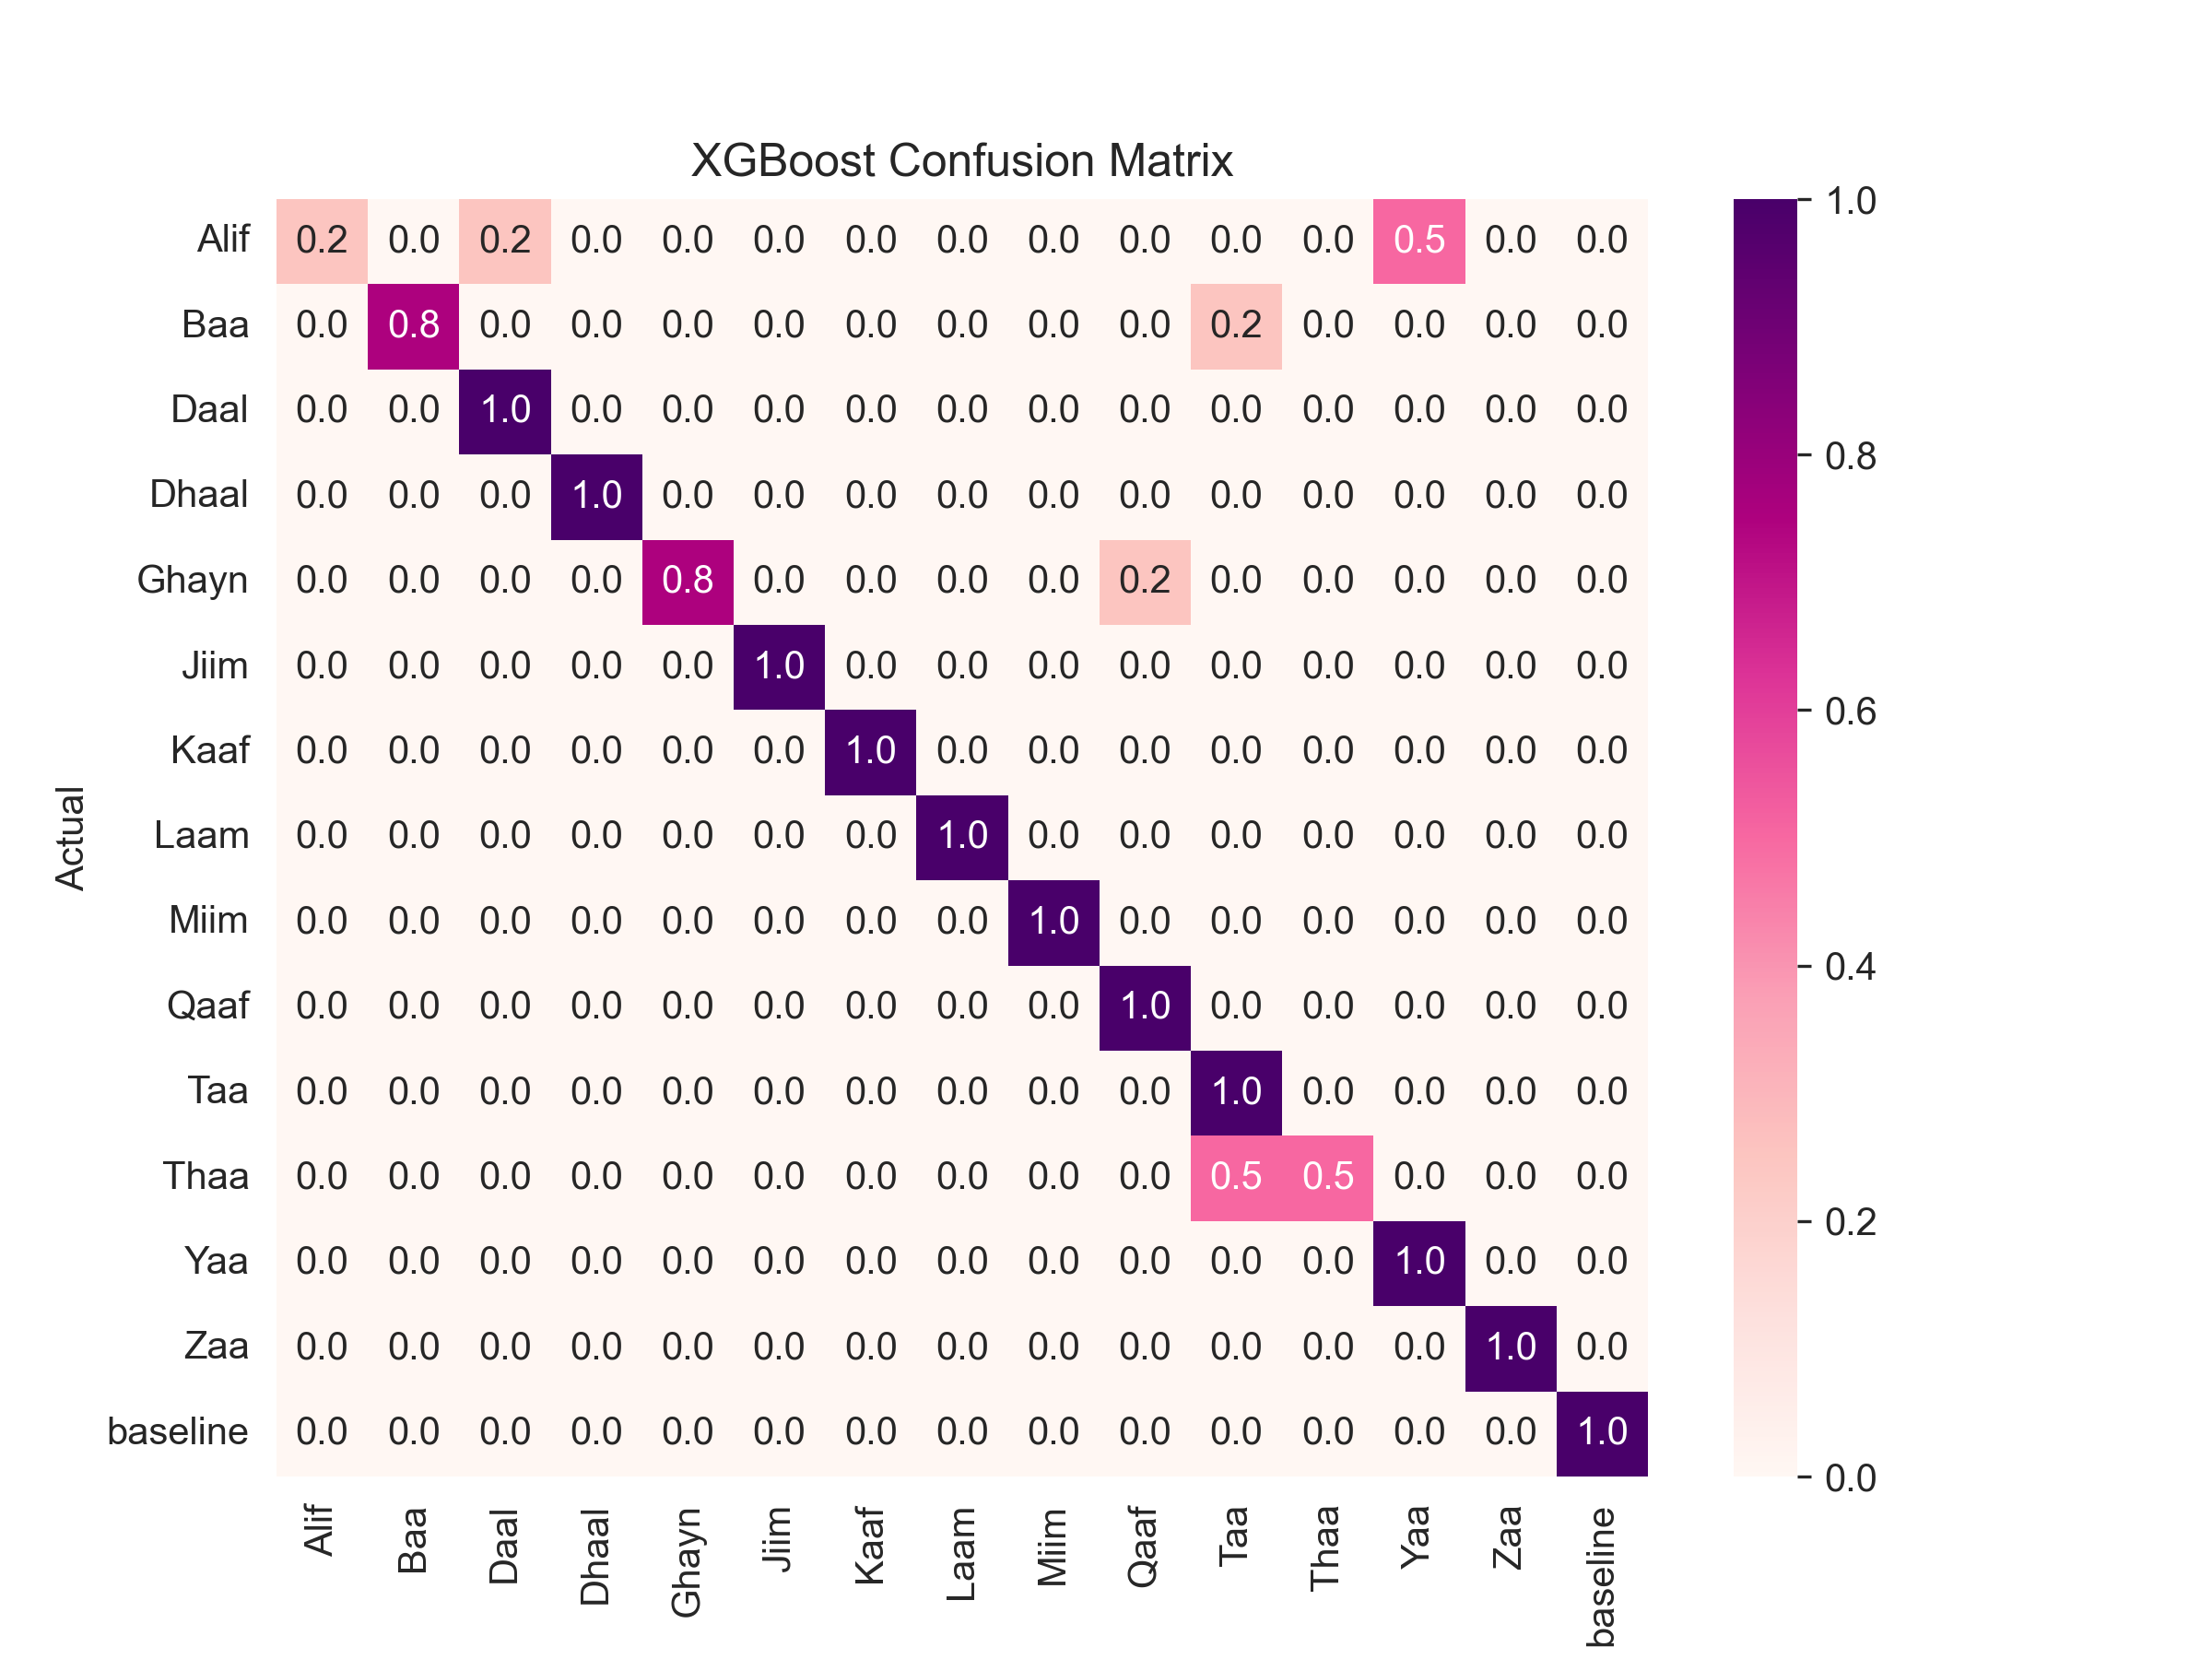 XGBoost Confusion Matrix
Alif 0.2 0.0 0.2 0.0 0.0 0.0 0.0 0.0 0.0 0.0 0.0 0.0 0.5 0.0 0.0
Baa 0.0 0.8 0.0 0.0 0.0 0.0 0.0 0.0 0.0 0.0 0.2 0.0 0.0 0.0 0.0
Daal 0.0 0.0 1.0 0.0 0.0 0.0 0.0 0.0 0.0 0.0 0.0 0.0 0.0 0.0 0.0
Dhaal 0.0 0.0 0.0 1.0 0.0 0.0 0.0 0.0 0.0 0.0 0.0 0.0 0.0 0.0 0.0
Ghayn 0.0 0.0 0.0 0.0 0.8 0.0 0.0 0.0 0.0 0.2 0.0 0.0 0.0 0.0 0.0
Jiim 0.0 0.0 0.0 0.0 0.0 1.0 0.0 0.0 0.0 0.0 0.0 0.0 0.0 0.0 0.0
Kaaf 0.0 0.0 0.0 0.0 0.0 0.0 1.0 0.0 0.0 0.0 0.0 0.0 0.0 0.0 0.0
Laam 0.0 0.0 0.0 0.0 0.0 0.0 0.0 1.0 0.0 0.0 0.0 0.0 0.0 0.0 0.0
Miim 0.0 0.0 0.0 0.0 0.0 0.0 0.0 0.0 1.0 0.0 0.0 0.0 0.0 0.0 0.0
Qaaf 0.0 0.0 0.0 0.0 0.0 0.0 0.0 0.0 0.0 1.0 0.0 0.0 0.0 0.0 0.0
Taa 0.0 0.0 0.0 0.0 0.0 0.0 0.0 0.0 0.0 0.0 1.0 0.0 0.0 0.0 0.0
Thaa 0.0 0.0 0.0 0.0 0.0 0.0 0.0 0.0 0.0 0.0 0.5 0.5 0.0 0.0 0.0
Yaa 0.0 0.0 0.0 0.0 0.0 0.0 0.0 0.0 0.0 0.0 0.0 0.0 1.0 0.0 0.0
Zaa 0.0 0.0 0.0 0.0 0.0 0.0 0.0 0.0 0.0 0.0 0.0 0.0 0.0 1.0 0.0
baseline 0.0 0.0 0.0 0.0 0.0 0.0 0.0 0.0 0.0 0.0 0.0 0.0 0.0 0.0 1.0
Alif Baa Daal Dhaal Ghayn Jiim Kaaf Laam Miim Qaaf Taa Thaa Yaa Zaa baseline
Actual
1.0
0.8
0.6
0.4
0.2
0.0